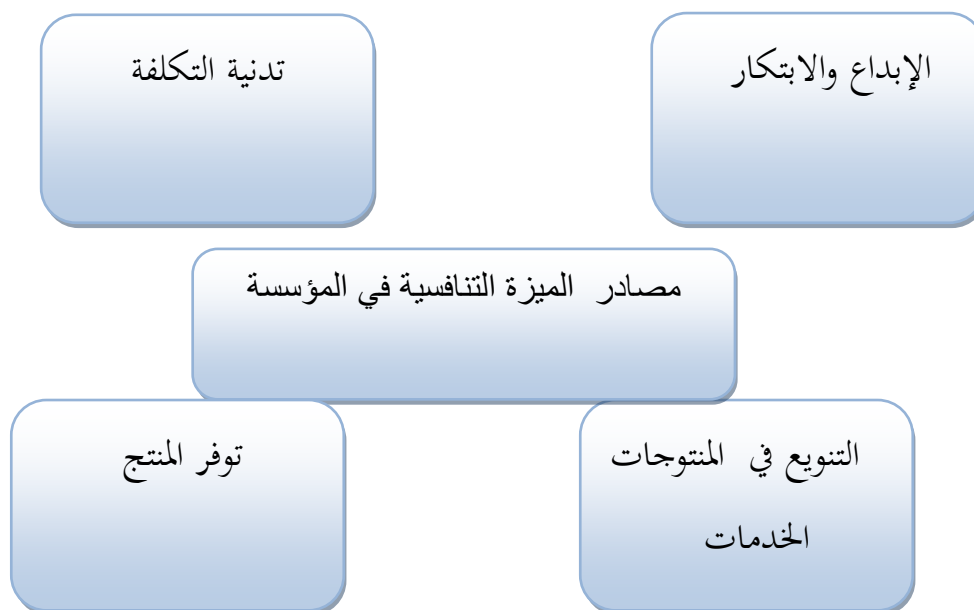 الإبداع والابتكار
تدنية التكلفة
مصادر الميزة التنافسية في المؤسسة
التنويع في المنتوجات
الخدمات
توفر المنتج